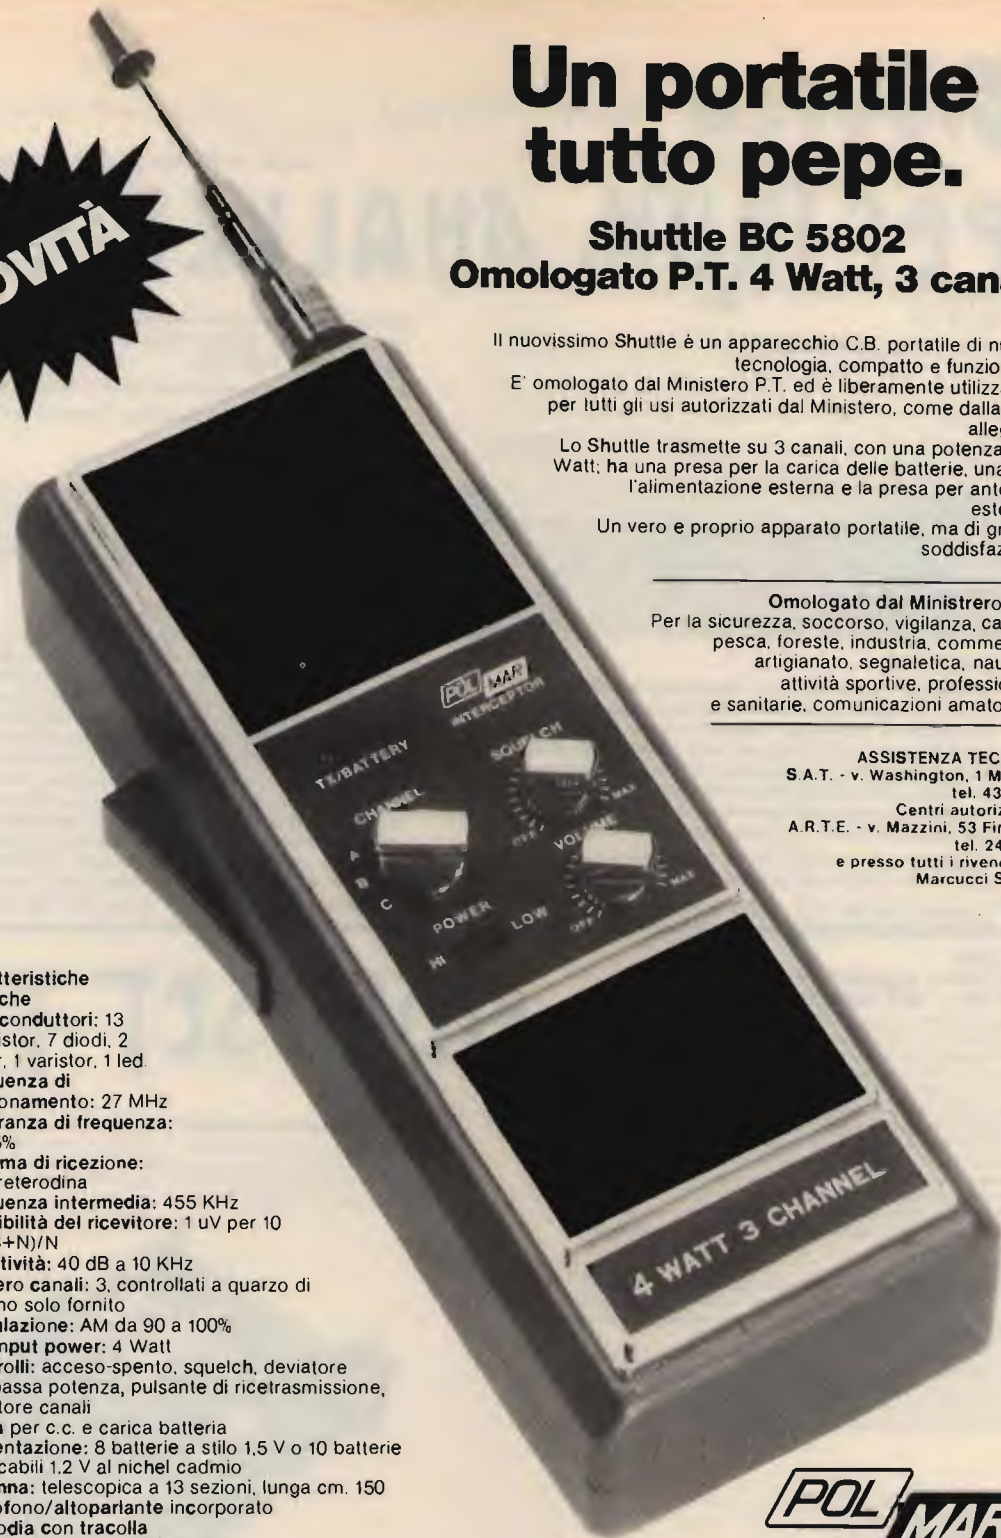 Un portatile
tutto pepe.
Shuttle BC 5802
Omologato P.T. 4 Watt, 3 can
OVITÀ
Il nuovissimo Shuttle è un apparecchio C.B. portatile di n
tecnologia, compatto e funzio
E' omologato dal Ministero P.T. ed è liberamente utilizz
per tutti gli usi autorizzati dal Ministero, come dalla
alle
Lo Shuttle trasmette su 3 canali, con una potenza
Watt; ha una presa per la carica delle batterie, una
l'alimentazione esterna e la presa per ant
est
Un vero e proprio apparato portatile, ma di gr
soddisfaz
Omologato dal Ministrero
Per la sicurezza, soccorso, vigilanza, ca
pesca, foreste, industria, comme
artigianato, segnaletica, nau
attività sportive, professi
e sanitarie, comunicazioni amato
ASSISTENZA TEC
S.A.T. - v. Washington, 1 M
tel. 43
Centri autoriz
A.R.T.E. - v. Mazzini, 53 Fi
tel. 24
e presso tutti i riven
Marcucci S
POL MAR
INTERCEPTOR
TX/BATTERY
SQUELCH
OFF MAX
CHANNEL
A
B
C
VOLUME
OFF MAX
POWER
HI LOW
4 WATT 3 CHANNEL
tteristiche
che
conduttori: 13
istor, 7 diodi, 2
r, 1 varistor, 1 led.
uenza di
onamento: 27 MHz
ranza di frequenza:
5%
ma di ricezione:
reterodina
uenza intermedia: 455 KHz
ibilità del ricevitore: 1 uV per 10
S+N)/N
tività: 40 dB a 10 KHz
ero canali: 3, controllati a quarzo di
no solo fornito
ulazione: AM da 90 a 100%
nput power: 4 Watt
rolli: acceso-spento, squelch, deviatore
bassa potenza, pulsante di ricetrasmissione,
tore canali
a per c.c. e carica batteria
entazione: 8 batterie a stilo 1,5 V o 10 batterie
cabili 1,2 V al nichel cadmio
nna: telescopica a 13 sezioni, lunga cm. 150
ofono/altoparlante incorporato
odia con tracolla
POL MAR